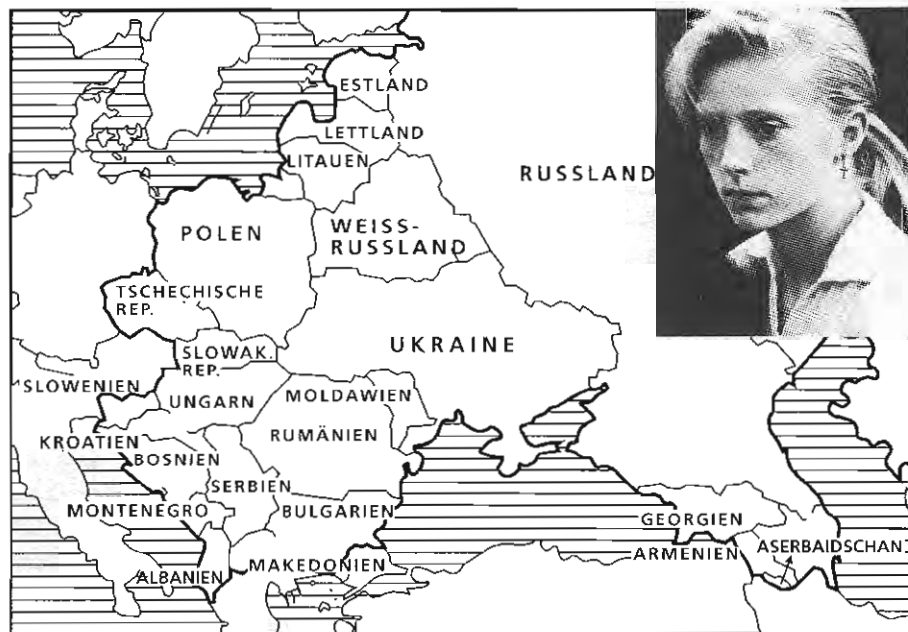 ESTLAND
LETTLAND
LITAUEN
RUSSLAND
WEISS-
RUSSLAND
POLEN
TSCHECHISCHE
REP.
UKRAINE
SLOWAK.
REP.
SLOWENIEN
UNGARN
MOLDAWIEN
RUMÄNIEN
KROATIEN
BOSNIEN
SERBIEN
MONTENEGRO
BULGARIEN
GEORGIEN
ARMENIEN
ASERBAIDSCHAN
MAKEDONIEN
ALBANIEN